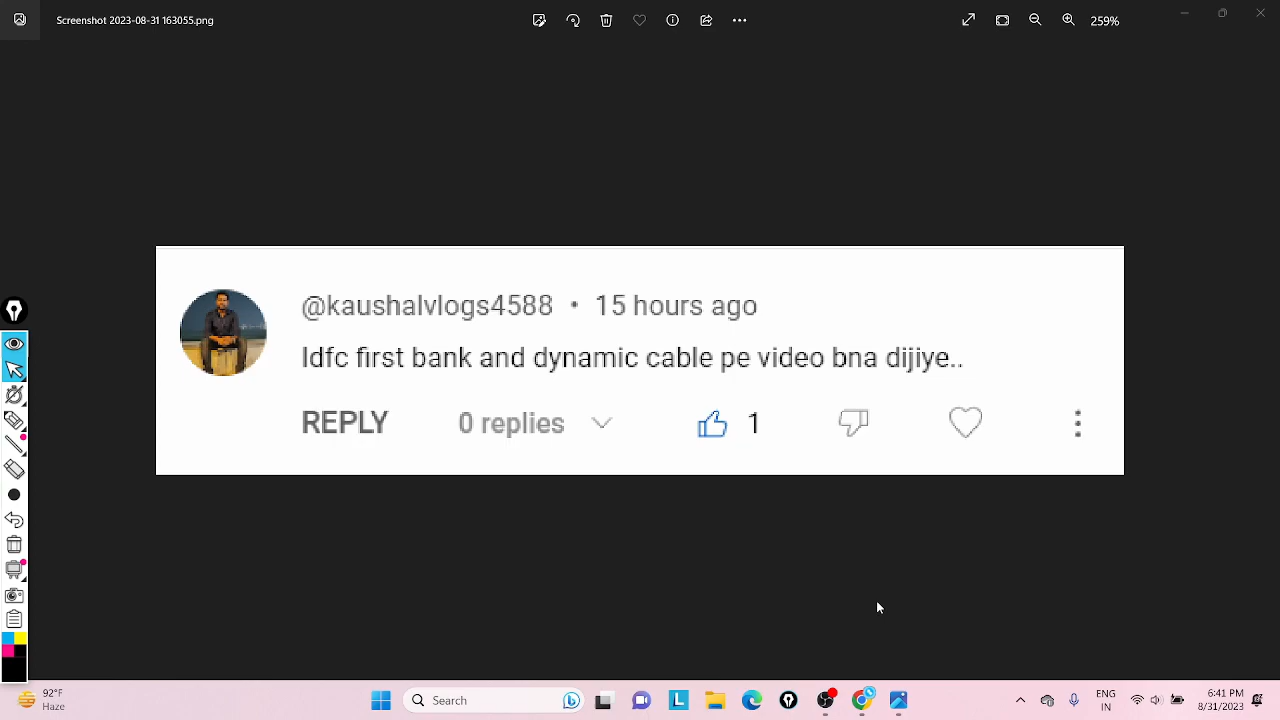 Screenshot 2023-08-31 163055.png
259%
@kaushalvlogs4588 • 15 hours ago
Idfc first bank and dynamic cable pe video bna dijiye..
REPLY 0 replies 1
92°F
Haze
Search
L
ENG
IN
6:41 PM
8/31/2023